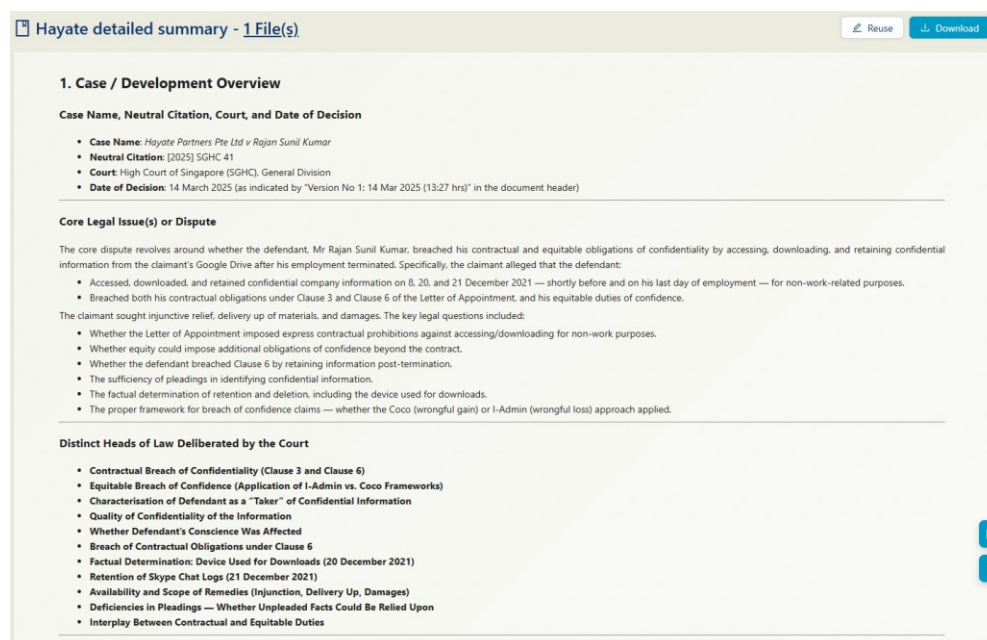 Hayate detailed summary - 1 File(s)
Reuse
Download
1. Case / Development Overview
Case Name, Neutral Citation, Court, and Date of Decision
• Case Name: Hayate Partners Pte Ltd v Rajan Sunil Kumar
• Neutral Citation: [2025] SGHC 41
• Court: High Court of Singapore (SGHC), General Division
• Date of Decision: 14 March 2025 (as indicated by "Version No 1: 14 Mar 2025 (13:27 hrs)" in the document header)
Core Legal Issue(s) or Dispute
The core dispute revolves around whether the defendant, Mr Rajan Sunil Kumar, breached his contractual and equitable obligations of confidentiality by accessing, downloading, and retaining confidential
information from the claimant's Google Drive after his employment terminated. Specifically, the claimant alleged that the defendant:
• Accessed, downloaded, and retained confidential company information on 8, 20, and 21 December 2021 — shortly before and on his last day of employment — for non-work-related purposes.
• Breached both his contractual obligations under Clause 3 and Clause 6 of the Letter of Appointment, and his equitable duties of confidence.
The claimant sought injunctive relief, delivery up of materials, and damages. The key legal questions included:
• Whether the Letter of Appointment imposed express contractual prohibitions against accessing/downloading for non-work purposes.
• Whether equity could impose additional obligations of confidence beyond the contract.
• Whether the defendant breached Clause 6 by retaining information post-termination.
• The sufficiency of pleadings in identifying confidential information.
• The factual determination of retention and deletion, including the device used for downloads.
• The proper framework for breach of confidence claims — whether the Coco (wrongful gain) or I-Admin (wrongful loss) approach applied.
Distinct Heads of Law Deliberated by the Court
• Contractual Breach of Confidentiality (Clause 3 and Clause 6)
• Equitable Breach of Confidence (Application of I-Admin vs. Coco Frameworks)
• Characterisation of Defendant as a "Taker" of Confidential Information
• Quality of Confidentiality of the Information
• Whether Defendant's Conscience Was Affected
• Breach of Contractual Obligations under Clause 6
• Factual Determination: Device Used for Downloads (20 December 2021)
• Retention of Skype Chat Logs (21 December 2021)
• Availability and Scope of Remedies (Injunction, Delivery Up, Damages)
• Deficiencies in Pleadings — Whether Unpleaded Facts Could Be Relied Upon
• Interplay Between Contractual and Equitable Duties